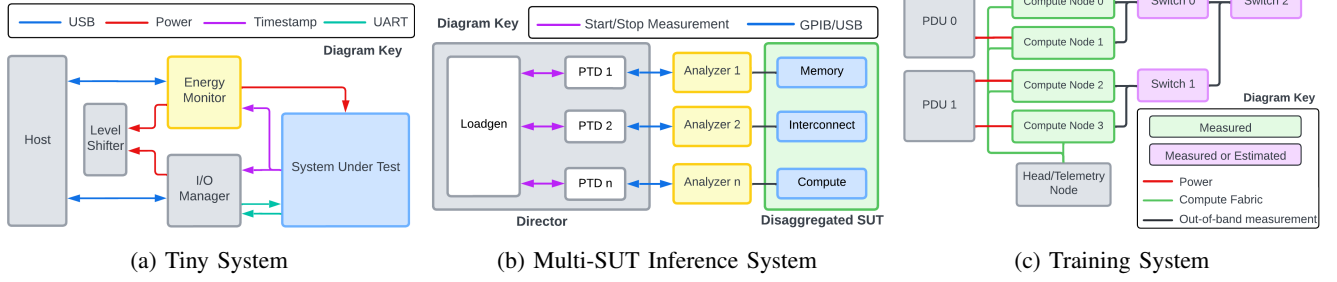 USB Power Timestamp UART
Diagram Key
Host
Energy
Monitor
Level
Shifter
I/O
Manager
System Under Test
(a) Tiny System
Diagram Key
Start/Stop Measurement GPIB/USB
Loadgen
PTD 1
Analyzer 1
Memory
PTD 2
Analyzer 2
Interconnect
PTD n
Analyzer n
Compute
Director
Disaggregated SUT
(b) Multi-SUT Inference System
PDU 0
Compute Node 0
Switch 0
Switch 2
Compute Node 1
PDU 1
Compute Node 2
Switch 1
Compute Node 3
Head/Telemetry
Node
Diagram Key
Measured
Measured or Estimated
Power
Compute Fabric
Out-of-band measurement
(c) Training System